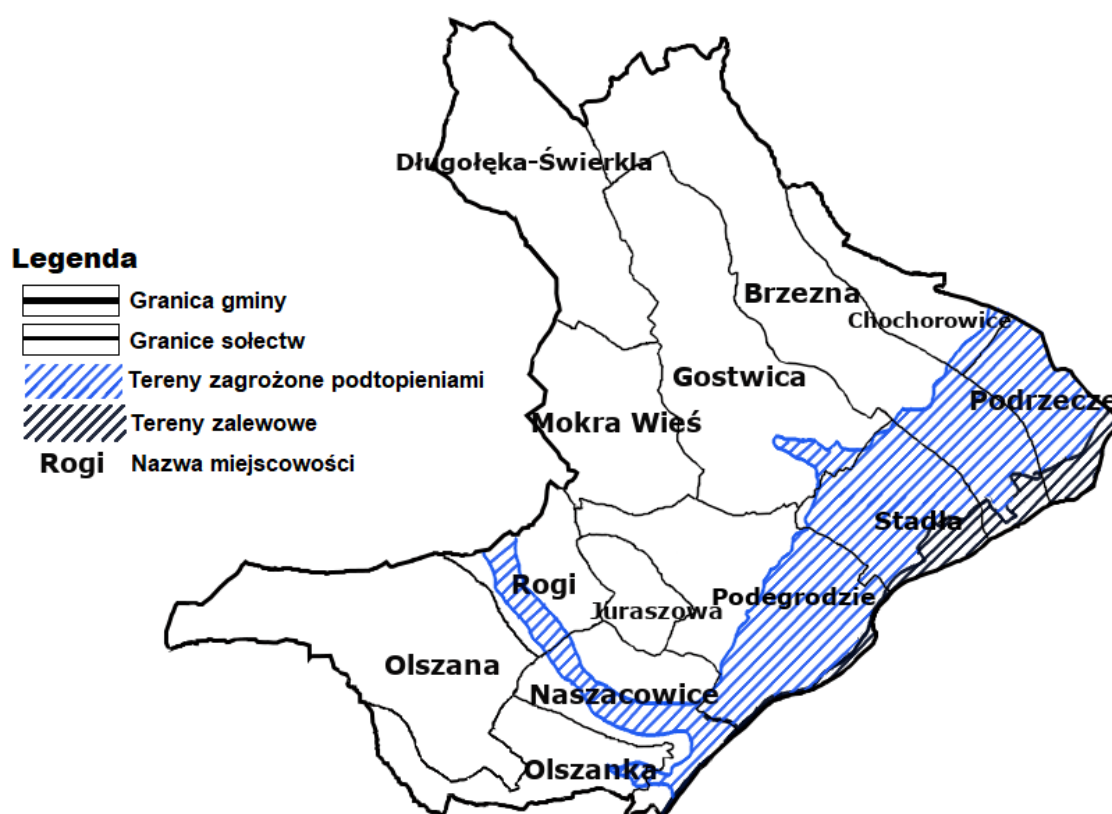 Długołęka-Świerkla
Legenda
Granica gminy
Granice sołectw
Tereny zagrożone podtopieniami
Tereny zalewowe
Rogi Nazwa miejscowości
Brzezna
Chochorowice
Gostwica
Podrzecze
Mokra Wieś
Stadła
Rogi
Juraszowa
Podegrodzie
Olszana
Naszacowice
Olszanka